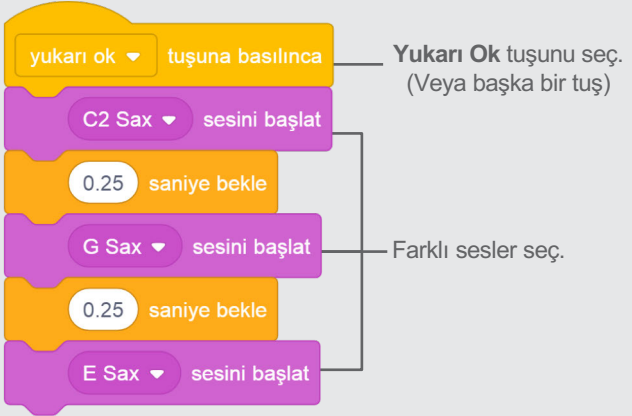 yukarı ok tuşuna basılınca
Yukarı Ok tuşunu seç.
(Veya başka bir tuş)
C2 Sax sesini başlat
0.25 saniye bekle
G Sax sesini başlat
Farklı sesler seç.
0.25 saniye bekle
E Sax sesini başlat